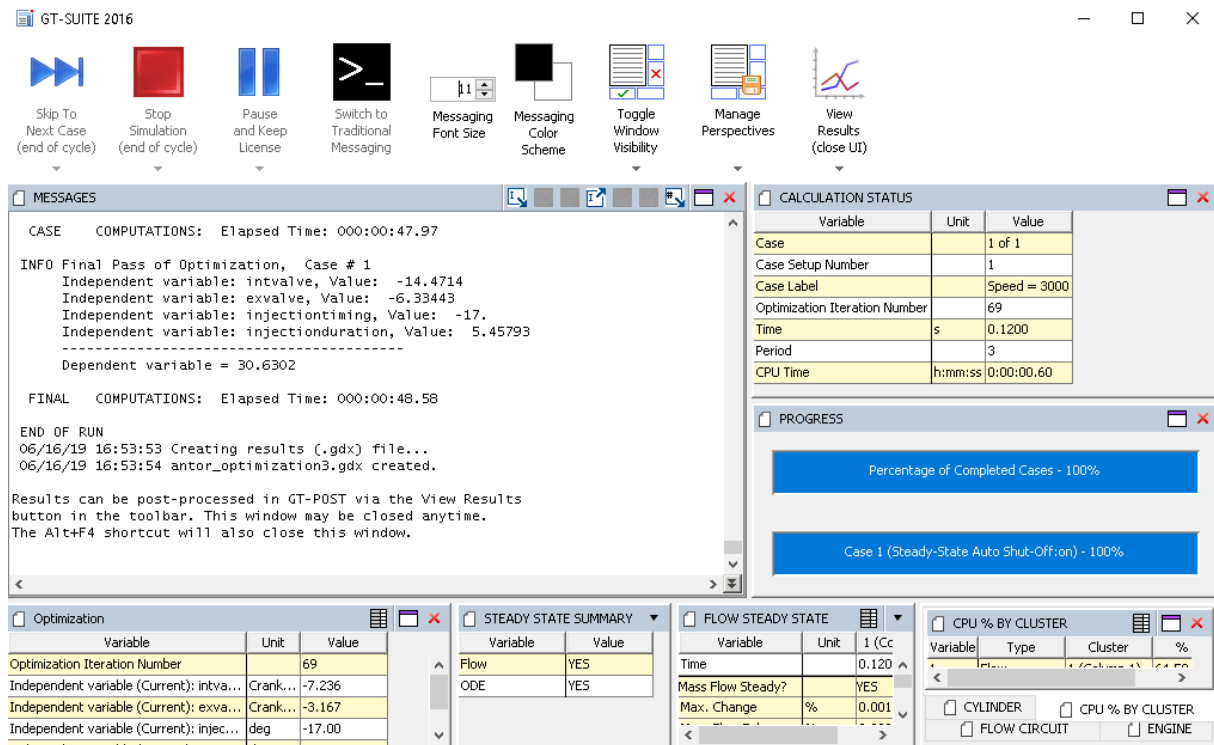 GT-SUITE 2016
Skip To
Next Case
(end of cycle)
Stop
Simulation
(end of cycle)
Pause
and Keep
License
Switch to
Traditional
Messaging
11
Messaging
Font Size
Messaging
Color
Scheme
Toggle
Window
Visibility
Manage
Perspectives
View
Results
(close UI)
MESSAGES
CASE COMPUTATIONS: Elapsed Time: 000:00:47.97
INFO Final Pass of Optimization, Case # 1
Independent variable: intvalve, Value: -14.4714
Independent variable: exvalve, Value: -6.33443
Independent variable: injectiontiming, Value: -17.
Independent variable: injectionduration, Value: 5.45793
-----------------------------------------
Dependent variable = 30.6302
FINAL COMPUTATIONS: Elapsed Time: 000:00:48.58
END OF RUN
06/16/19 16:53:53 Creating results (.gdx) file...
06/16/19 16:53:54 antor_optimization3.gdx created.
Results can be post-processed in GT-POST via the View Results
button in the toolbar. This window may be closed anytime.
The Alt+F4 shortcut will also close this window.
CALCULATION STATUS
Variable Unit Value
Case 1 of 1
Case Setup Number 1
Case Label Speed = 3000
Optimization Iteration Number 69
Time s 0.1200
Period 3
CPU Time h:mm:ss 0:00:00.60
PROGRESS
Percentage of Completed Cases - 100%
Case 1 (Steady-State Auto Shut-Off:on) - 100%
Optimization
Variable Unit Value
Optimization Iteration Number 69
Independent variable (Current): intva... Crank... -7.236
Independent variable (Current): exva... Crank... -3.167
Independent variable (Current): injec... deg -17.00
STEADY STATE SUMMARY
Variable Value
Flow YES
ODE YES
FLOW STEADY STATE
Variable Unit 1 (Cc
Time 0.120
Mass Flow Steady? YES
Max. Change % 0.001
CPU % BY CLUSTER
Variable Type Cluster %
CYLINDER CPU % BY CLUSTER
FLOW CIRCUIT ENGINE